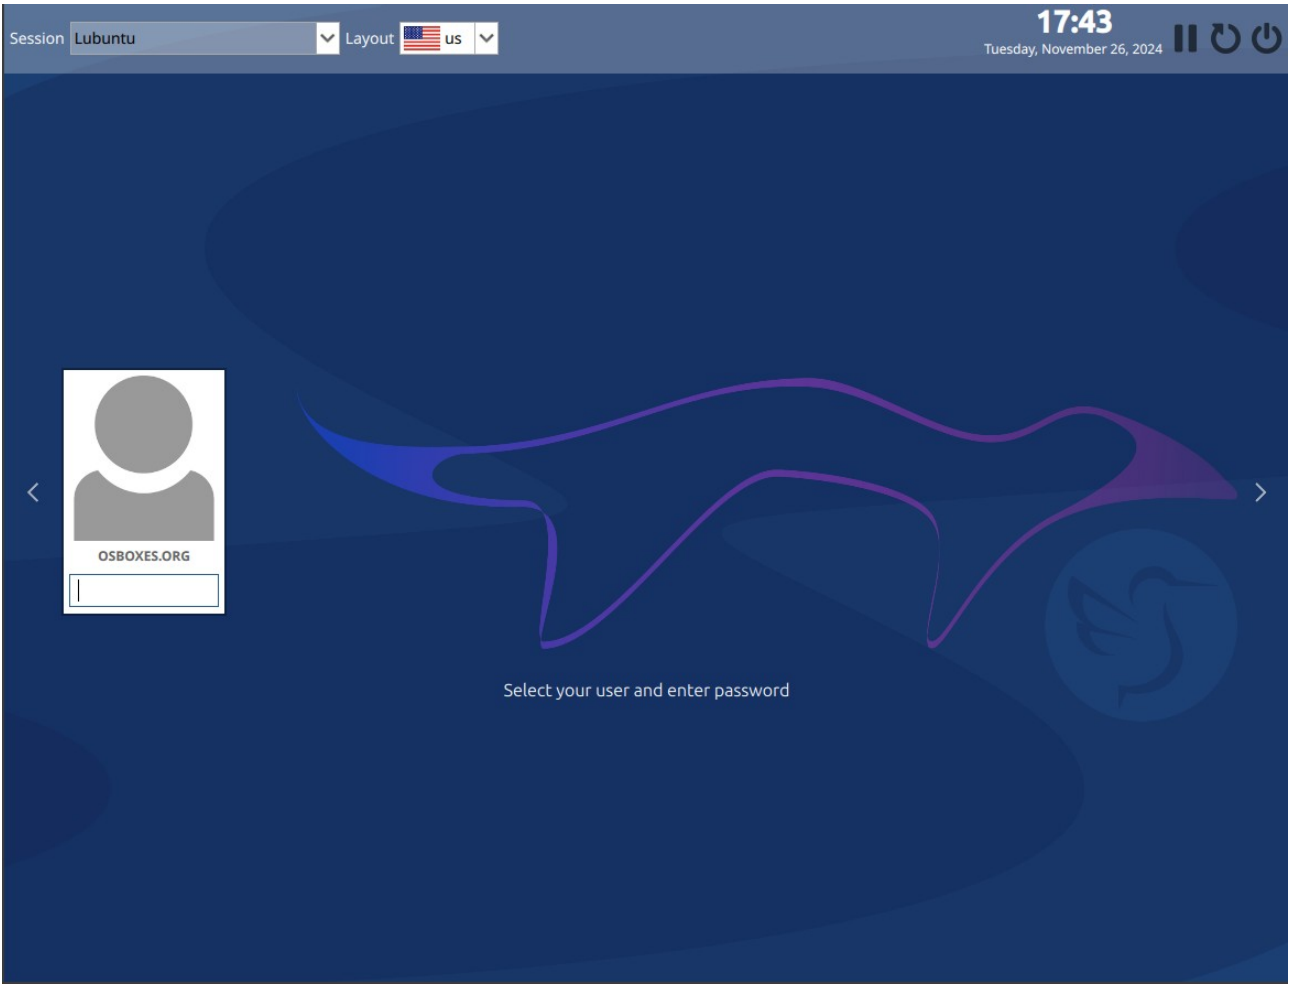 Session Lubuntu Layout us
17:43
Tuesday, November 26, 2024
OSBOXES.ORG
Select your user and enter password